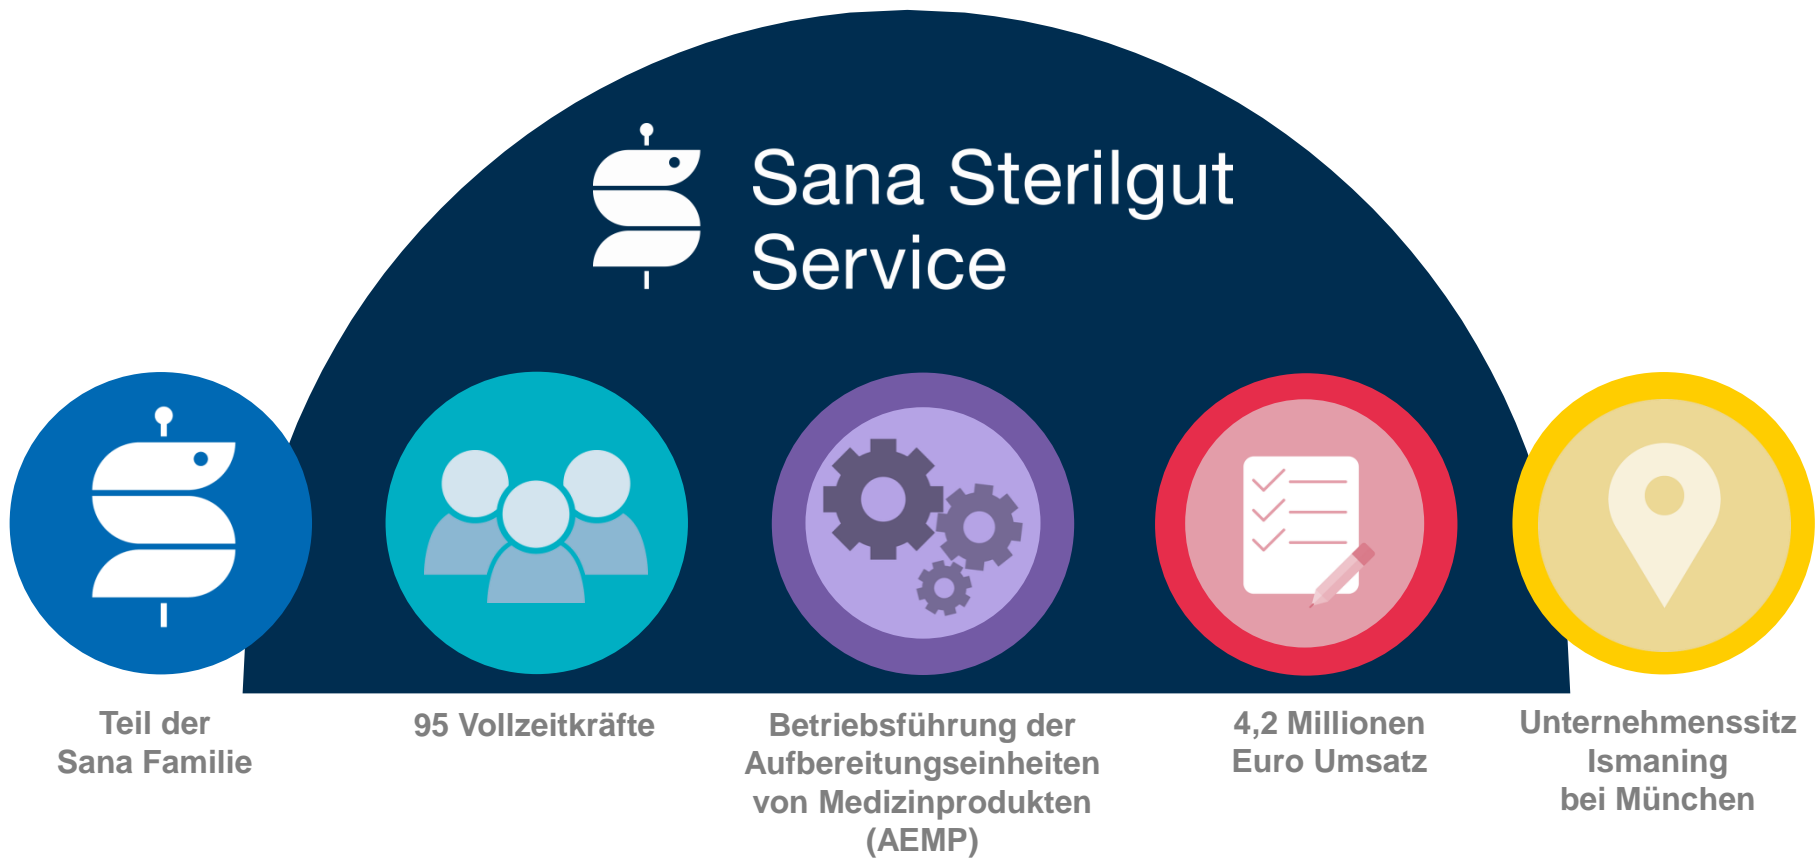 Sana Sterilgut
Service
Teil der
Sana Familie
95 Vollzeitkräfte
Betriebsführung der
Aufbereitungseinheiten
von Medizinprodukten
(AEMP)
4,2 Millionen
Euro Umsatz
Unternehmenssitz
Ismaning
bei München